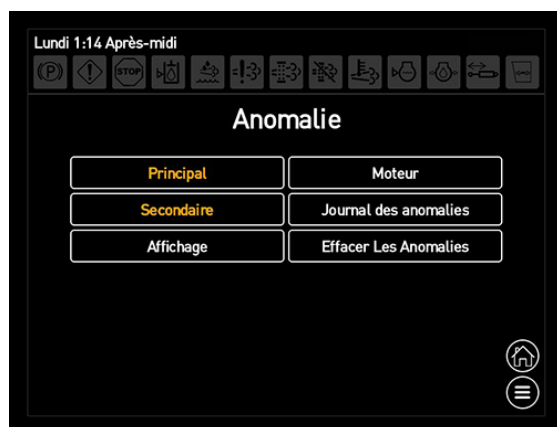 Lundi 1:14 Après-midi
(P) STOP
Anomalie
Principal Moteur
Secondaire Journal des anomalies
Affichage Effacer Les Anomalies